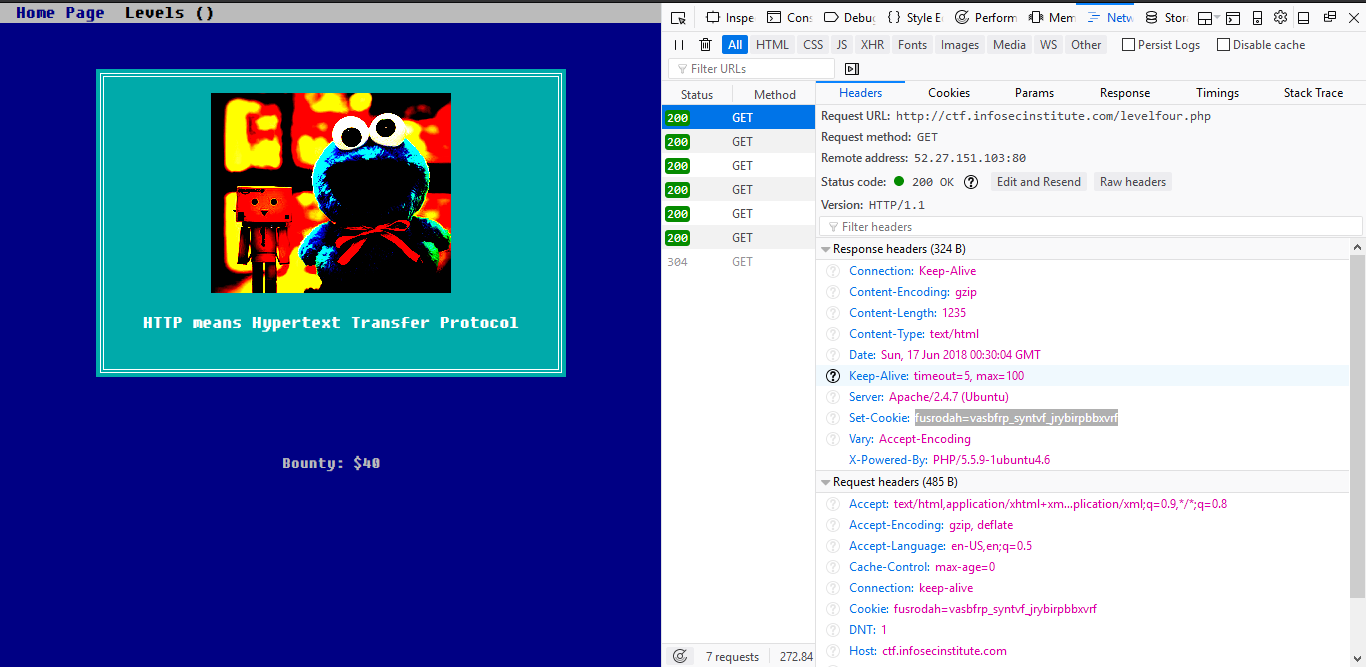 Home Page Levels ()
HTTP means Hypertext Transfer Protocol
Bounty: $40
Inspe Cons Debug Style E Perform Mem Netw Stor
All HTML CSS JS XHR Fonts Images Media WS Other Persist Logs Disable cache
Filter URLs
Status Method
200 GET
200 GET
200 GET
200 GET
200 GET
200 GET
304 GET
7 requests 272.84
Headers Cookies Params Response Timings Stack Trace
Request URL: http://ctf.infosecinstitute.com/levelfour.php
Request method: GET
Remote address: 52.27.151.103:80
Status code: 200 OK ? Edit and Resend Raw headers
Version: HTTP/1.1
Filter headers
Response headers (324 B)
? Connection: Keep-Alive
? Content-Encoding: gzip
? Content-Length: 1235
? Content-Type: text/html
? Date: Sun, 17 Jun 2018 00:30:04 GMT
? Keep-Alive: timeout=5, max=100
? Server: Apache/2.4.7 (Ubuntu)
? Set-Cookie: fusrodah=vasbfrp_syntvf_jrybirpbbxvrf
? Vary: Accept-Encoding
X-Powered-By: PHP/5.5.9-1ubuntu4.6
Request headers (485 B)
? Accept: text/html,application/xhtml+xm...plication/xml;q=0.9,*/*;q=0.8
? Accept-Encoding: gzip, deflate
? Accept-Language: en-US,en;q=0.5
? Cache-Control: max-age=0
? Connection: keep-alive
? Cookie: fusrodah=vasbfrp_syntvf_jrybirpbbxvrf
? DNT: 1
? Host: ctf.infosecinstitute.com